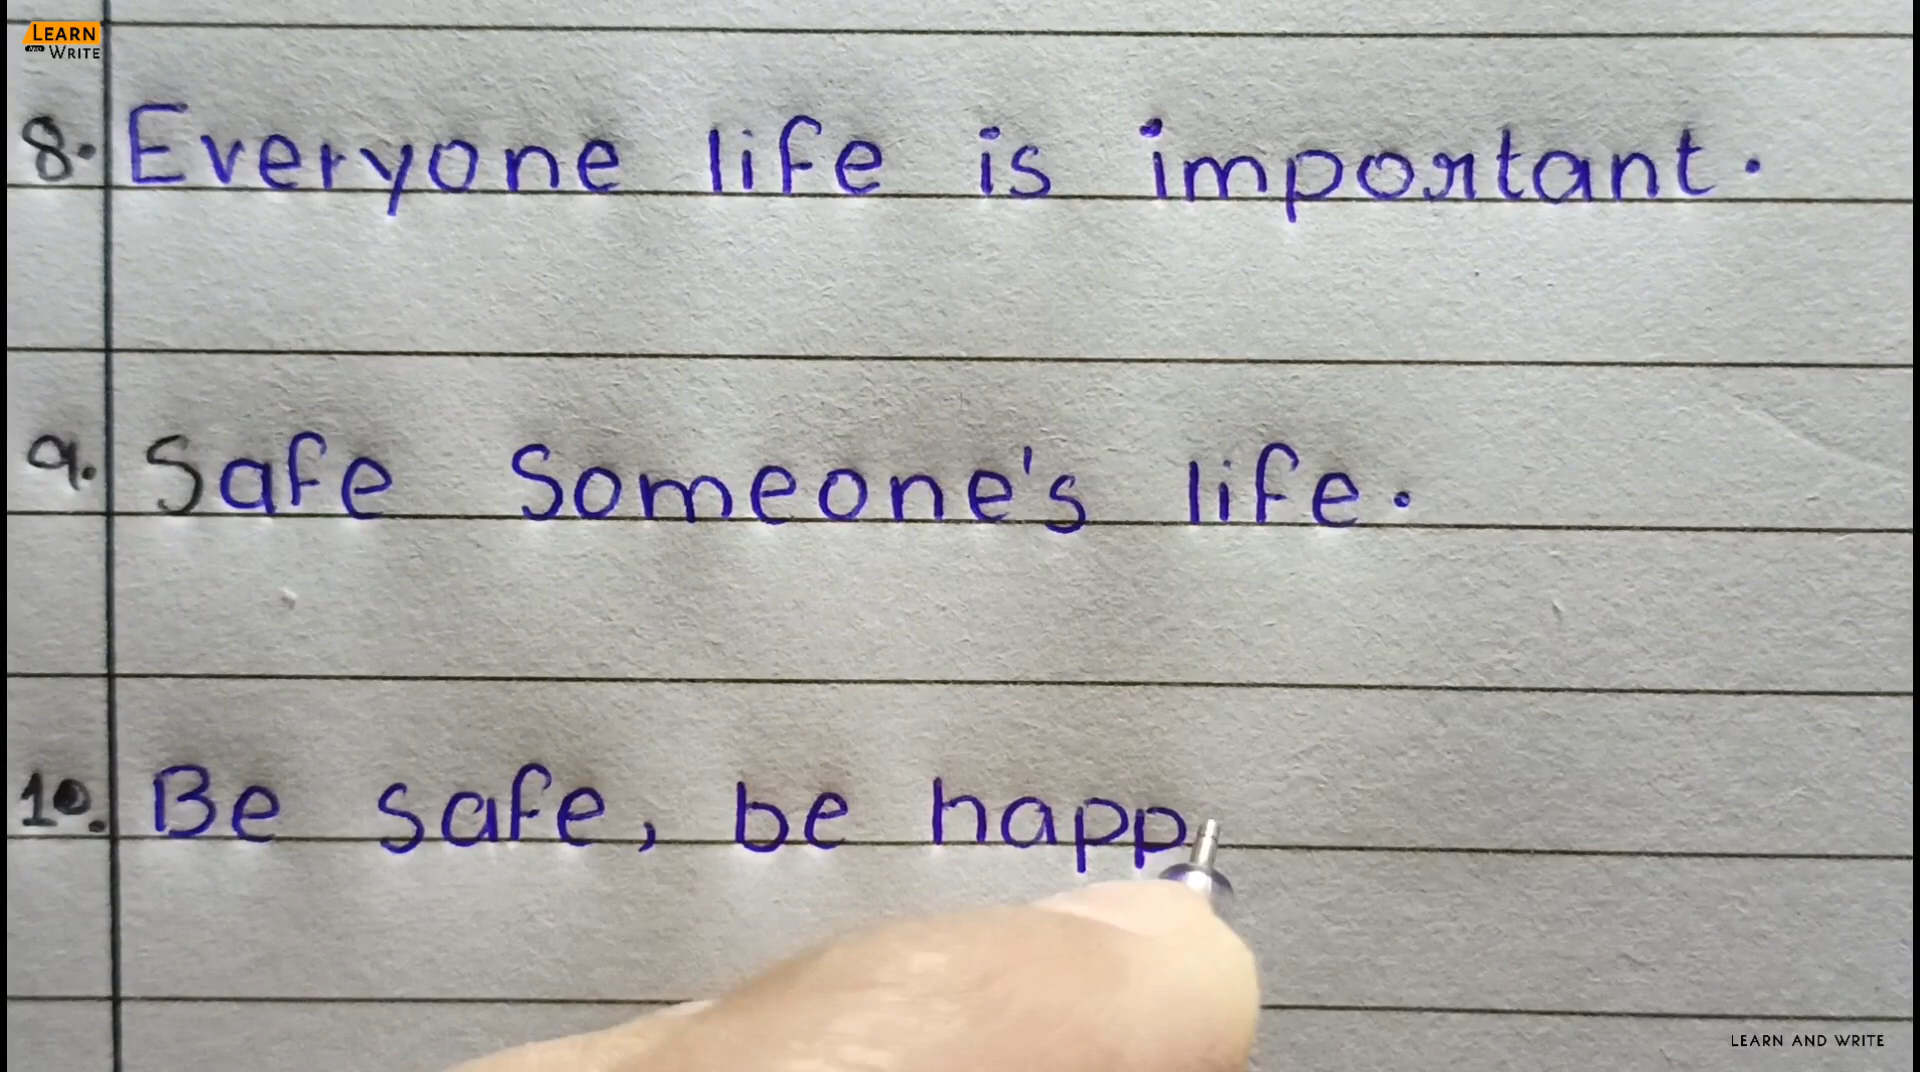 LEARN
AND WRITE
8. Everyone life is important.
9. Safe Someone's life.
10. Be safe, be happ
LEARN AND WRITE